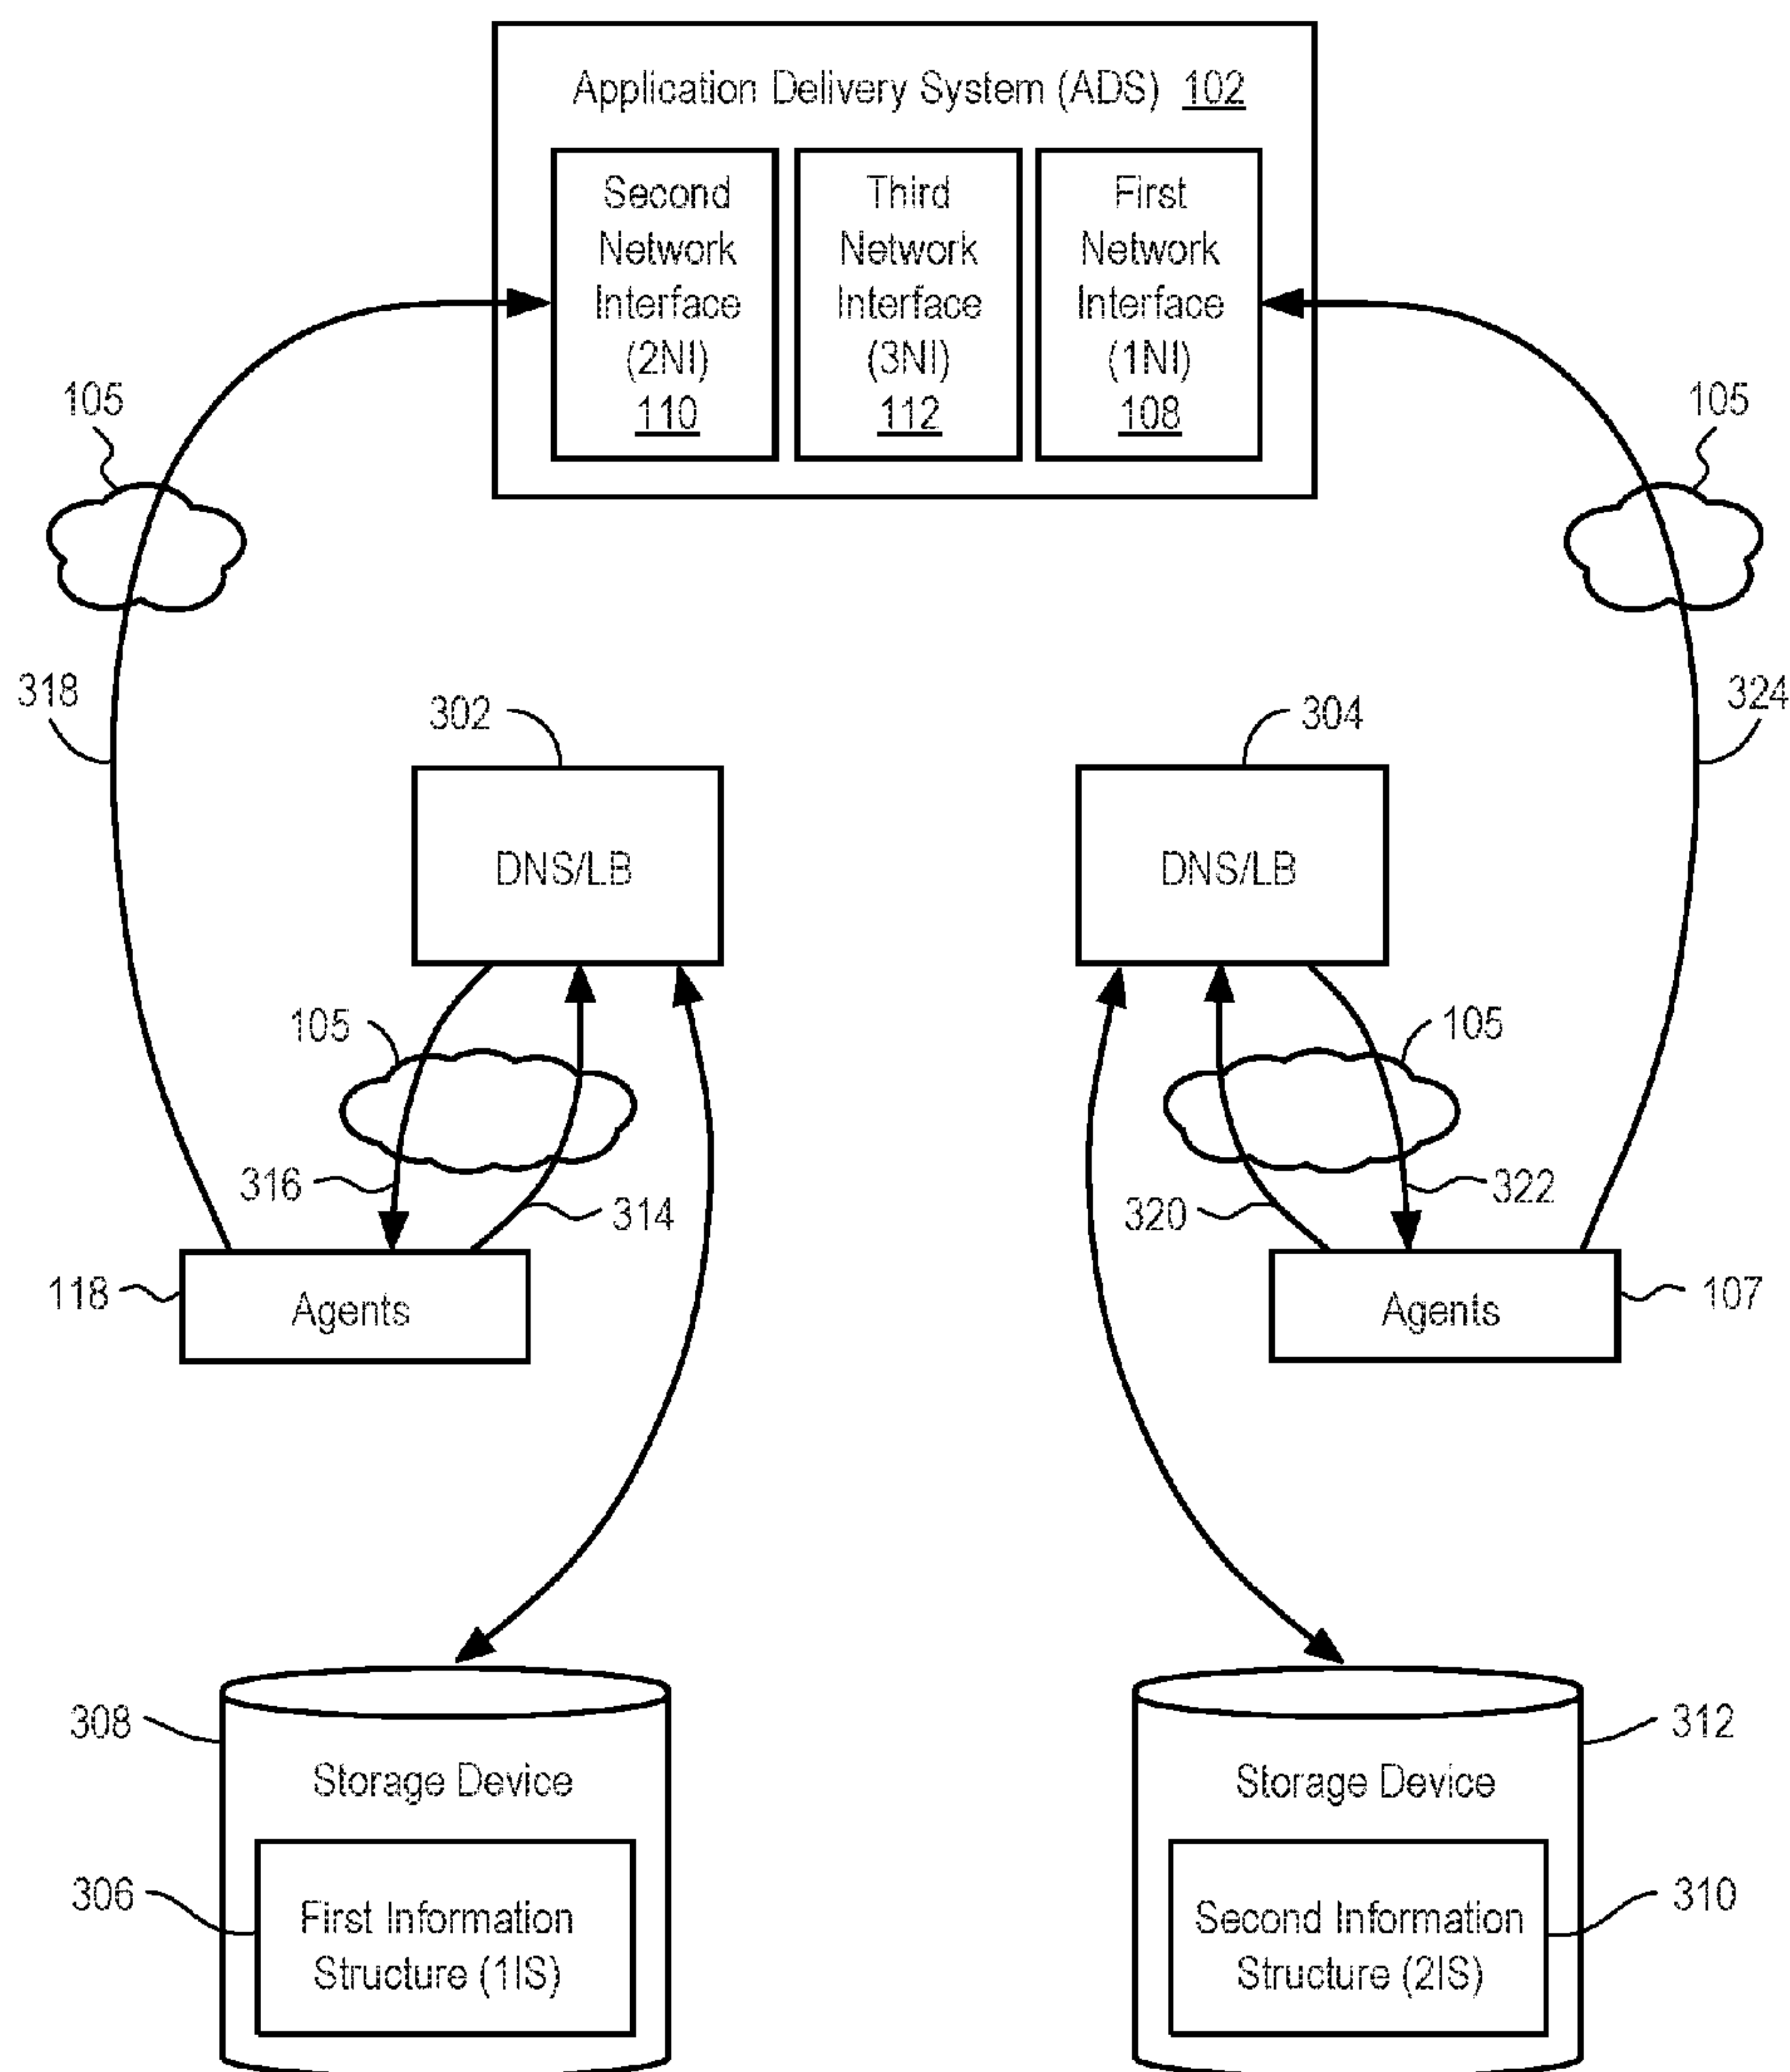 Application Delivery System (ADS) 102
Second
Network
Interface
(2NI)
110
Third
Network
Interface
(3NI)
112
First
Network
Interface
(1NI)
108
105
105
318
324
302
304
DNS/LB
DNS/LB
105
105
316
314
320
322
118
Agents
Agents
107
308
Storage Device
306
First Information
Structure (1IS)
312
Storage Device
310
Second Information
Structure (2IS)